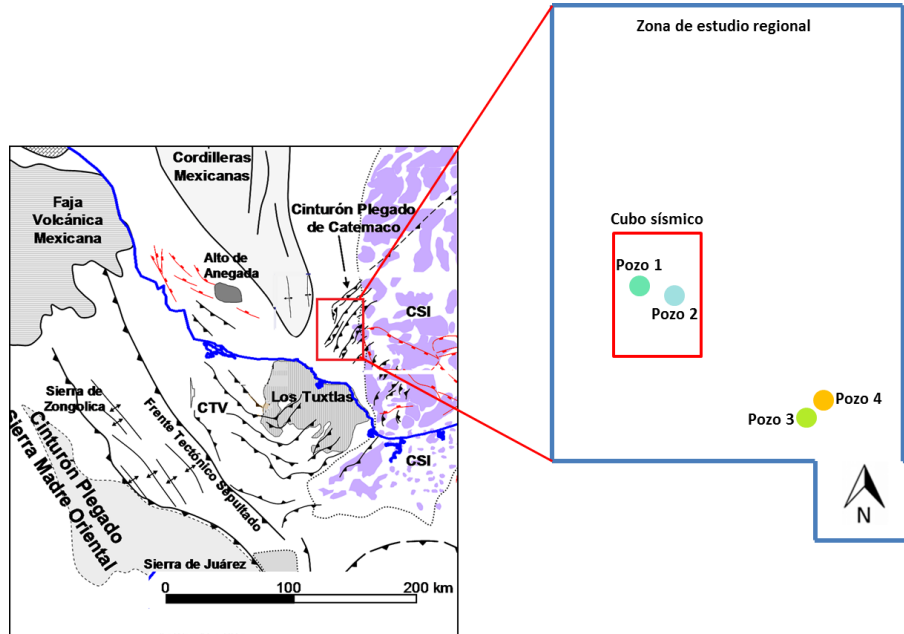 Zona de estudio regional
Cordilleras
Mexicanas
Faja
Volcánica
Mexicana
Cinturón Plegado
de Catemaco
Alto de
Anegada
Cubo sísmico
Pozo 1
Pozo 2
CSI
Los Tuxtlas
CTV
Sierra de
Zongolica
Frente Tectónico Sepultado
Cinturón Plegado
Sierra Madre Oriental
CSI
Pozo 4
Pozo 3
N
Sierra de Juárez
0 100 200 km